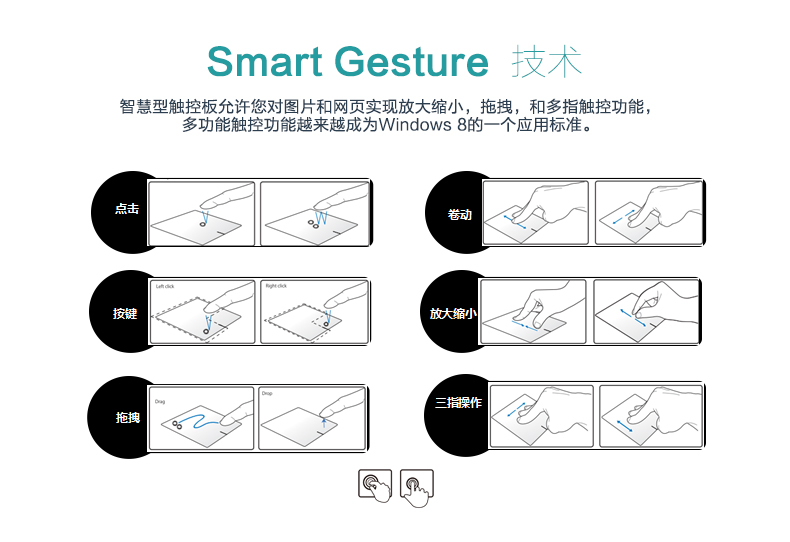 Smart Gesture 技术
智慧型触控板允许您对图片和网页实现放大缩小，拖拽，和多指触控功能，
多功能触控功能越来越成为Windows 8的一个应用标准。
点击
卷动
按键
Left click
Right click
放大缩小
拖拽
Drag
Drop
三指操作